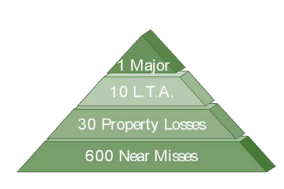 1 Major
10 L.T.A.
30 Property Losses
600 Near Misses